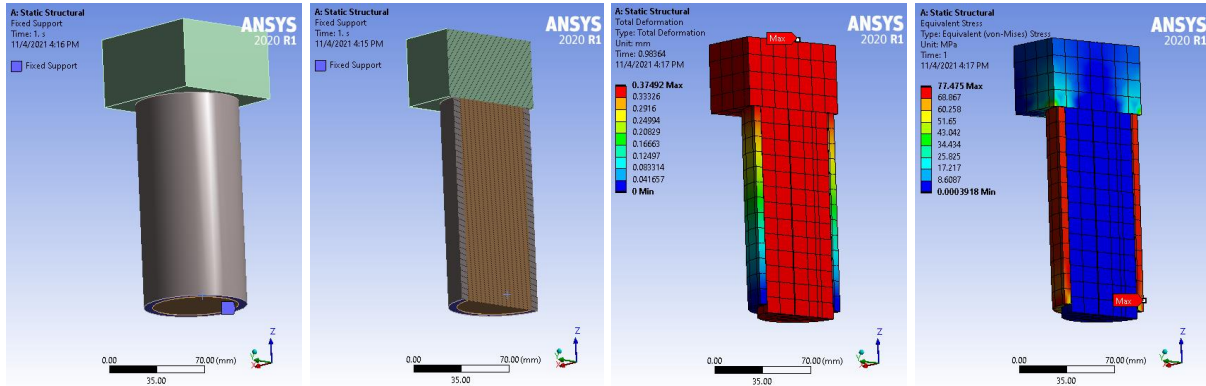 A: Static Structural
Fixed Support
Time: 1. s
11/4/2021 4:16 PM
Fixed Support
ANSYS
2020 R1
0.00
70.00 (mm)
35.00
Z
Y
X
A: Static Structural
Fixed Support
Time: 1. s
11/4/2021 4:15 PM
Fixed Support
ANSYS
2020 R1
0.00
70.00 (mm)
35.00
Z
Y
X
A: Static Structural
Total Deformation
Type: Total Deformation
Unit: mm
Time: 0.98364
11/4/2021 4:17 PM
0.37492 Max
0.33326
0.2916
0.24994
0.20829
0.16663
0.12497
0.083314
0.041657
0 Min
Max
ANSYS
2020 R1
0.00
70.00 (mm)
35.00
Z
Y
X
A: Static Structural
Equivalent Stress
Type: Equivalent (von-Mises) Stress
Unit: MPa
Time: 1
11/4/2021 4:17 PM
77.475 Max
68.867
60.258
51.65
43.042
34.434
25.825
17.217
8.6087
0.0003918 Min
Max
ANSYS
2020 R1
0.00
70.00 (mm)
35.00
Z
Y
X